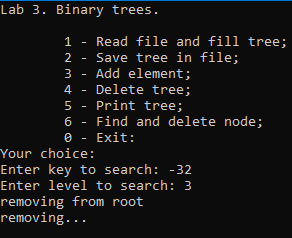 Lab 3. Binary trees.
1 - Read file and fill tree;
2 - Save tree in file;
3 - Add element;
4 - Delete tree;
5 - Print tree;
6 - Find and delete node;
0 - Exit:
Your choice:
Enter key to search: -32
Enter level to search: 3
removing from root
removing...